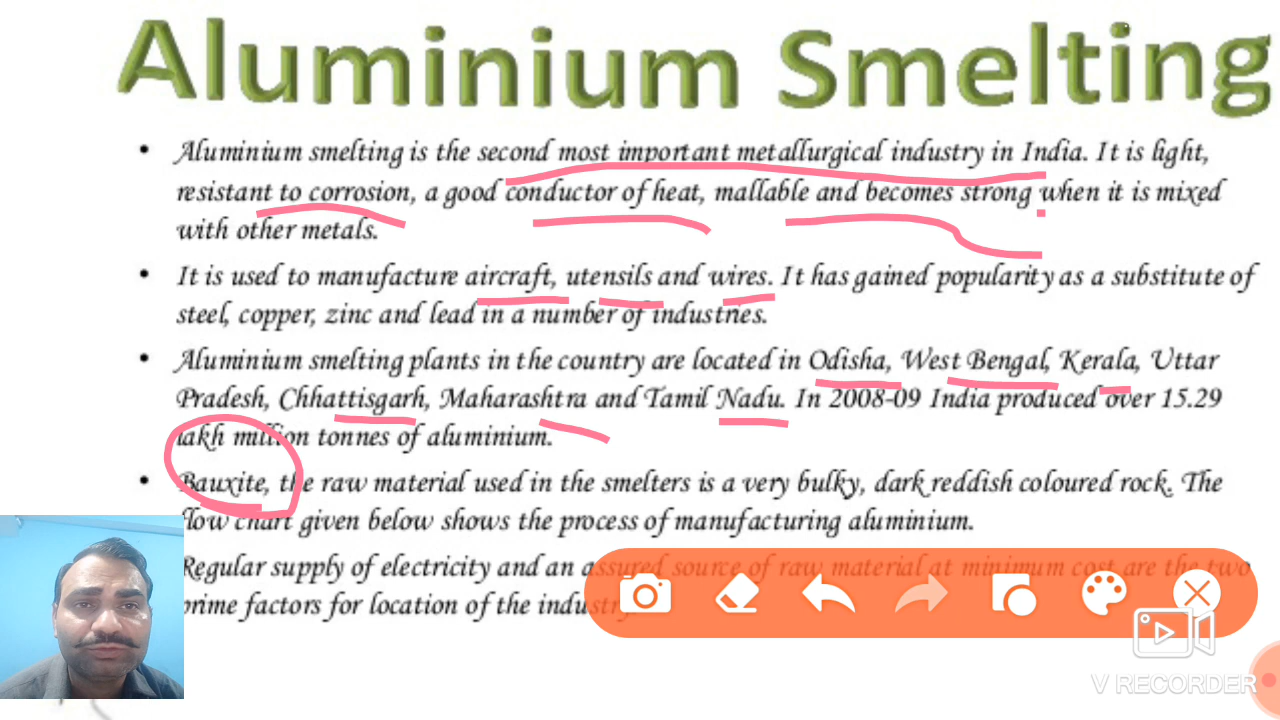 Aluminium Smelting
• Aluminium smelting is the second most important metallurgical industry in India. It is light,
resistant to corrosion, a good conductor of heat, mallable and becomes strong when it is mixed
with other metals.
• It is used to manufacture aircraft, utensils and wires. It has gained popularity as a substitute of
steel, copper, zinc and lead in a number of industries.
• Aluminium smelting plants in the country are located in Odisha, West Bengal, Kerala, Uttar
Pradesh, Chhattisgarh, Maharashtra and Tamil Nadu. In 2008-09 India produced over 15.29
lakh million tonnes of aluminium.
• Bauxite, the raw material used in the smelters is a very bulky, dark reddish coloured rock. The
flow chart given below shows the process of manufacturing aluminium.
Regular supply of electricity and an assured source of raw material at minimum cost are the two
prime factors for location of the industry.
V RECORDER